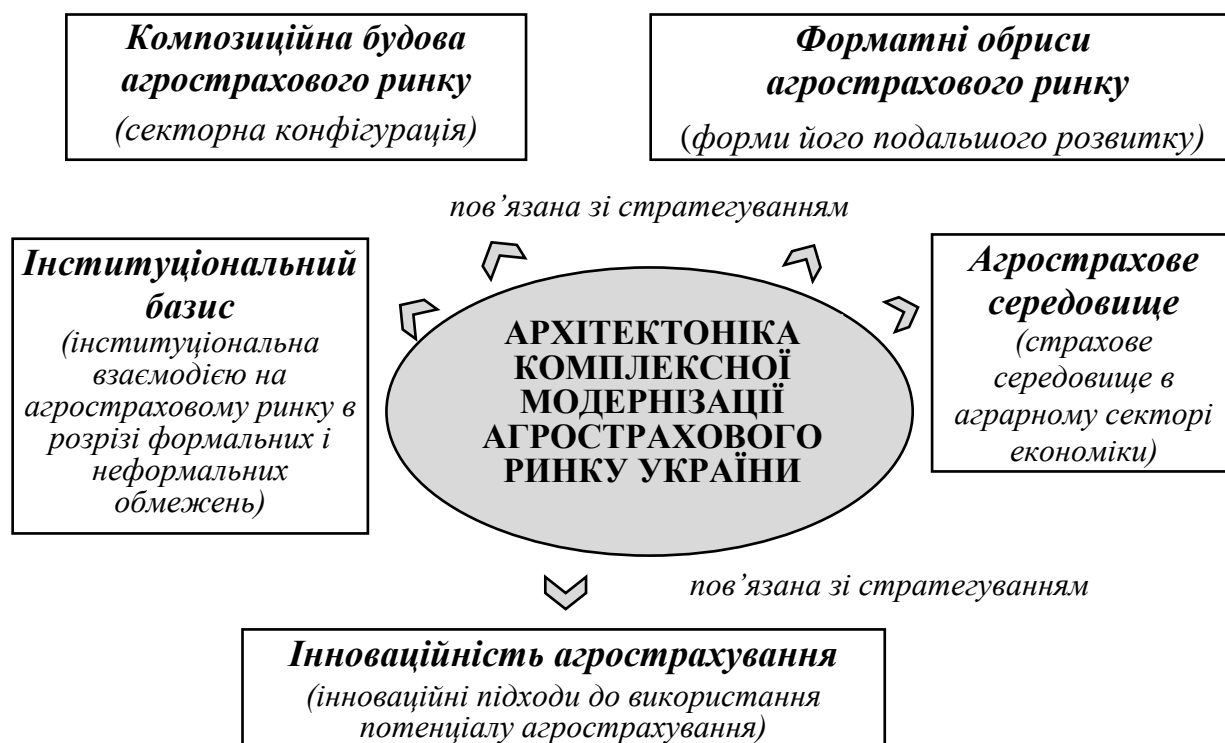 Композиційна будова
агрострахового ринку
(секторна конфігурація)
Форматні обриси
агрострахового ринку
(форми його подальшого розвитку)
пов’язана зі стратегуванням
Інституціональний
базис
(інституціональна
взаємодією на
агростраховому ринку в
розрізі формальних і
неформальних
обмежень)
АРХІТЕКТОНІКА
КОМПЛЕКСНОЇ
МОДЕРНІЗАЦІЇ
АГРОСТРАХОВОГО
РИНКУ УКРАЇНИ
Агрострахове
середовище
(страхове
середовище в
аграрному секторі
економіки)
пов’язана зі стратегуванням
Інноваційність агрострахування
(інноваційні підходи до використання
потенціалу агрострахування)